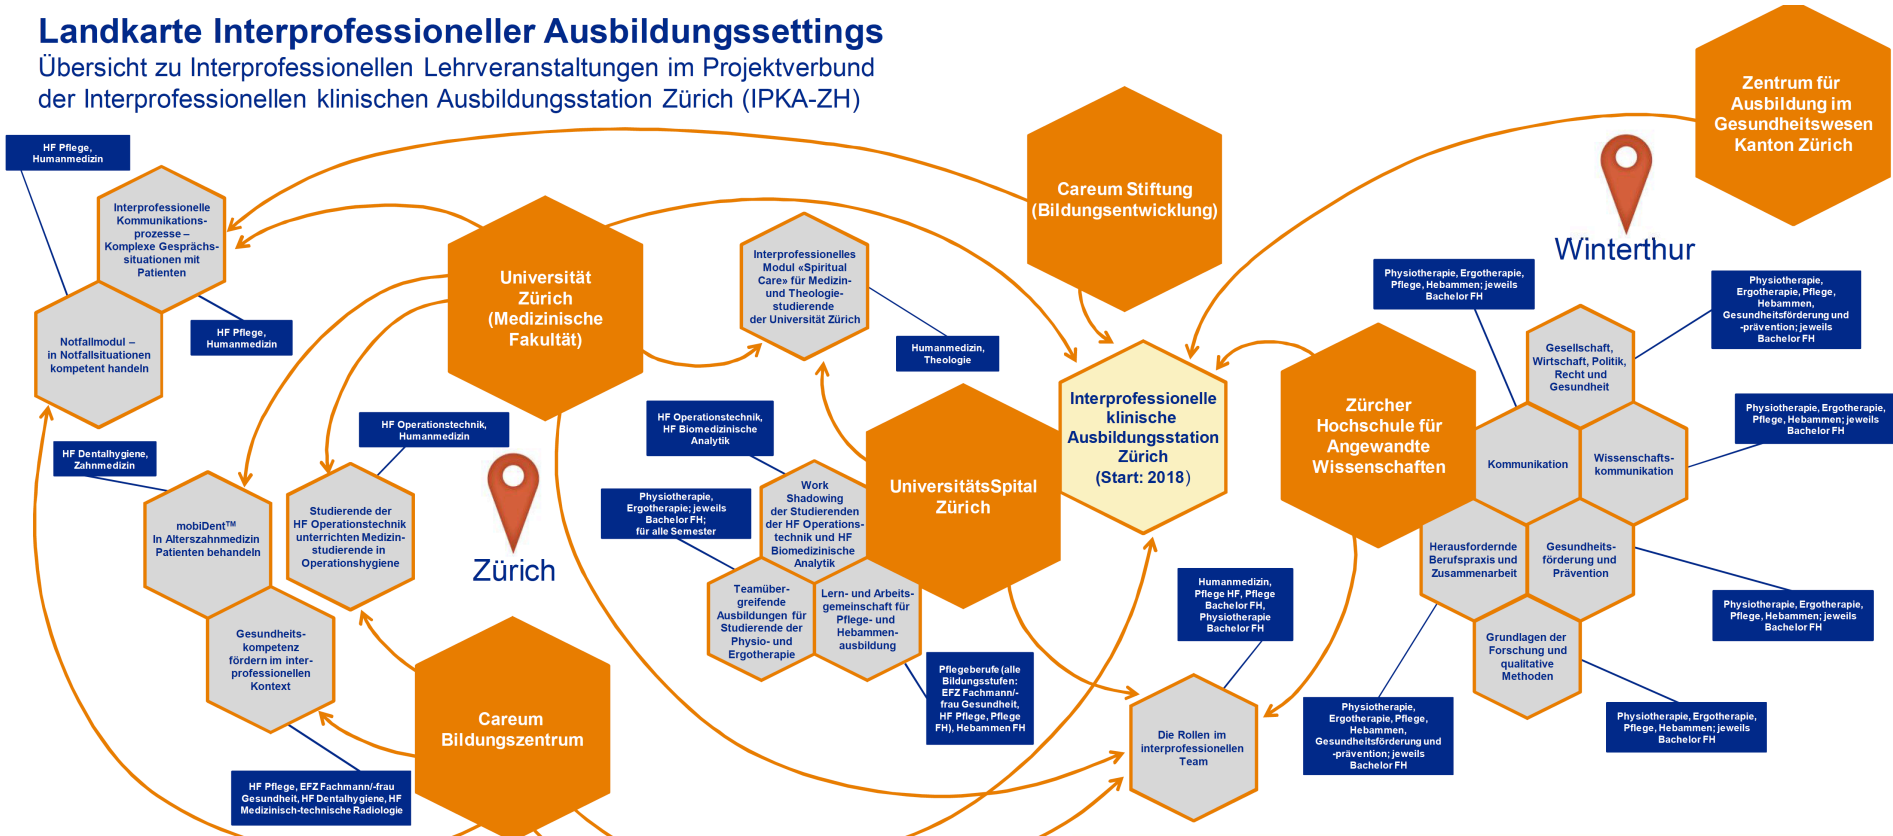 Landkarte Interprofessioneller Ausbildungssettings
Übersicht zu Interprofessionellen Lehrveranstaltungen im Projektverbund
der Interprofessionellen klinischen Ausbildungsstation Zürich (IPKA-ZH)
HF Pflege,
Humanmedizin
Interprofessionelle
Kommunikations-
prozesse –
Komplexe Gesprächs-
situationen mit
Patienten
HF Pflege,
Humanmedizin
Notfallmodul –
in Notfallsituationen
kompetent handeln
Universität
Zürich
(Medizinische
Fakultät)
Interprofessionelles
Modul «Spiritual
Care» für Medizin-
und Theologie-
studierende
der Universität Zürich
Humanmedizin,
Theologie
Careum Stiftung
(Bildungsentwicklung)
Zentrum für
Ausbildung im
Gesundheitswesen
Kanton Zürich
Winterthur
HF Dentalhygiene,
Zahnmedizin
mobiDent™
In Alterszahnmedizin
Patienten behandeln
HF Operationstechnik,
Humanmedizin
Studierende der
HF Operationstechnik
unterrichten Medizin-
studierende in
Operationshygiene
Zürich
Gesundheits-
kompetenz
fördern im inter-
professionellen
Kontext
HF Pflege, EFZ Fachmann/-frau
Gesundheit, HF Dentalhygiene, HF
Medizinisch-technische Radiologie
Careum
Bildungszentrum
HF Operationstechnik,
HF Biomedizinische
Analytik
Physiotherapie,
Ergotherapie; jeweils
Bachelor FH;
für alle Semester
Work
Shadowing
der Studierenden
der HF Operations-
technik und HF
Biomedizinische
Analytik
Teamüber-
greifende
Ausbildungen für
Studierende der
Physio- und
Ergotherapie
Lern- und Arbeits-
gemeinschaft für
Pflege- und
Hebammen-
ausbildung
Pflegeberufe (alle
Bildungsstufen:
EFZ Fachmann/-
frau Gesundheit,
HF Pflege, Pflege
FH), Hebammen FH
UniversitätsSpital
Zürich
Interprofessionelle
klinische
Ausbildungsstation
Zürich
(Start: 2018)
Zürcher
Hochschule für
Angewandte
Wissenschaften
Humanmedizin,
Pflege HF, Pflege
Bachelor FH,
Physiotherapie
Bachelor FH
Die Rollen im
interprofessionellen
Team
Physiotherapie, Ergotherapie,
Pflege, Hebammen; jeweils
Bachelor FH
Physiotherapie,
Ergotherapie, Pflege,
Hebammen,
Gesundheitsförderung und
-prävention; jeweils
Bachelor FH
Gesellschaft,
Wirtschaft, Politik,
Recht und
Gesundheit
Physiotherapie, Ergotherapie,
Pflege, Hebammen; jeweils
Bachelor FH
Kommunikation
Wissenschafts-
kommunikation
Herausfordernde
Berufspraxis und
Zusammenarbeit
Gesundheits-
förderung und
Prävention
Physiotherapie, Ergotherapie,
Pflege, Hebammen; jeweils
Bachelor FH
Grundlagen der
Forschung und
qualitative
Methoden
Physiotherapie,
Ergotherapie, Pflege,
Hebammen,
Gesundheitsförderung und
-prävention; jeweils
Bachelor FH
Physiotherapie, Ergotherapie,
Pflege, Hebammen; jeweils
Bachelor FH